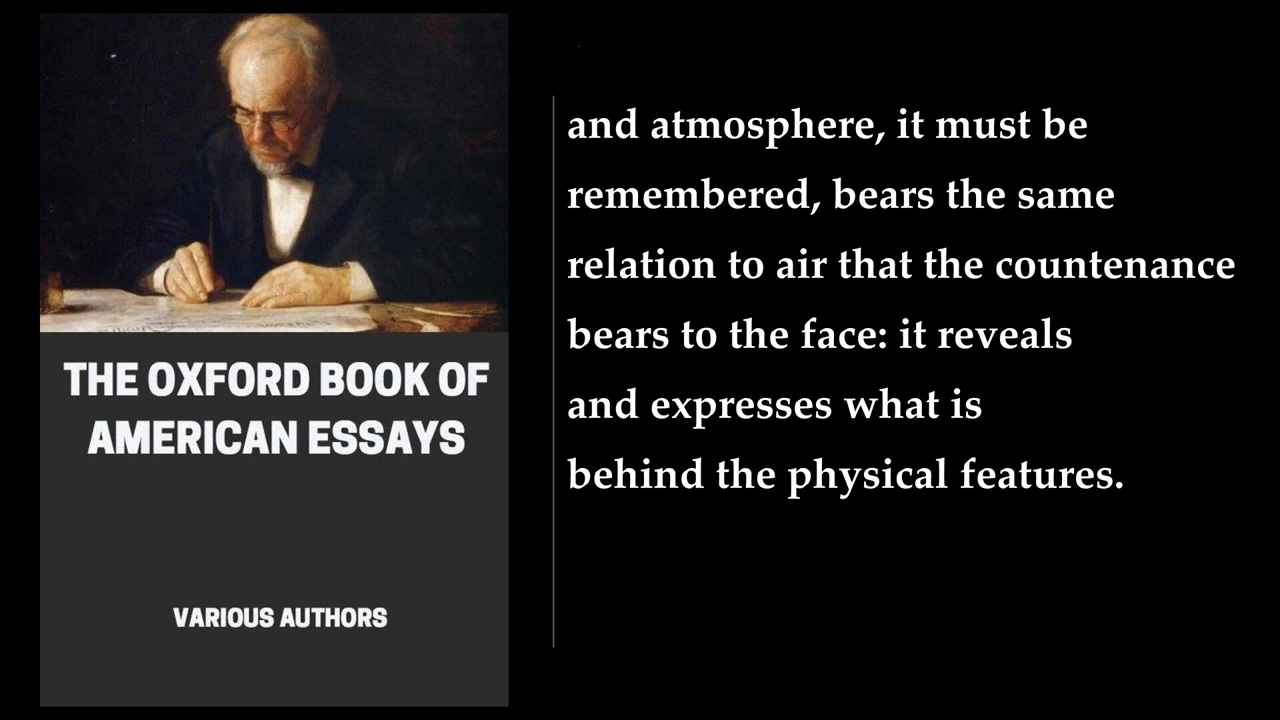 THE OXFORD BOOK OF
AMERICAN ESSAYS
VARIOUS AUTHORS
and atmosphere, it must be
remembered, bears the same
relation to air that the countenance
bears to the face: it reveals
and expresses what is
behind the physical features.